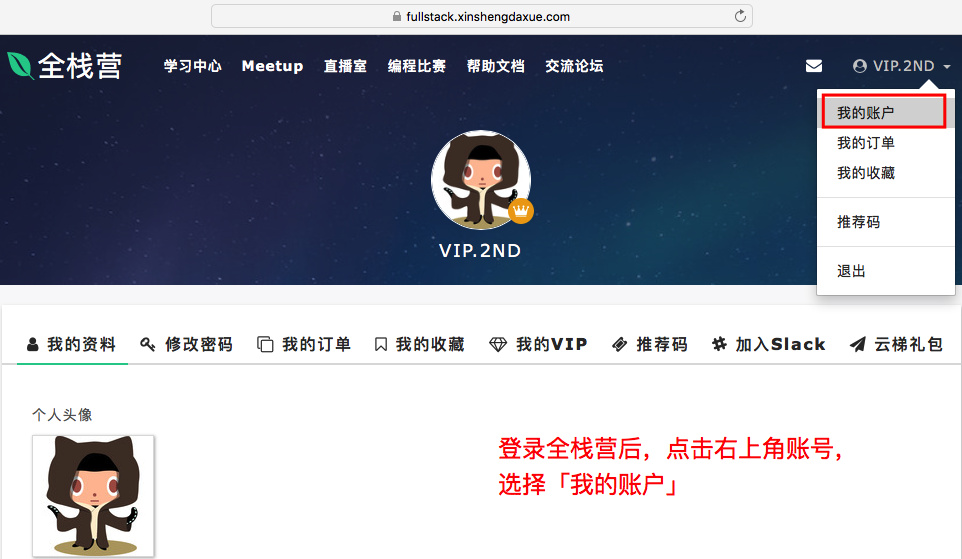 fullstack.xinshengdaxue.com
全栈营 学习中心 Meetup 直播室 编程比赛 帮助文档 交流论坛 VIP.2ND
我的账户
我的订单
我的收藏
推荐码
退出
VIP.2ND
我的资料 修改密码 我的订单 我的收藏 我的VIP 推荐码 加入Slack 云梯礼包
个人头像
登录全栈营后，点击右上角账号，
选择「我的账户」